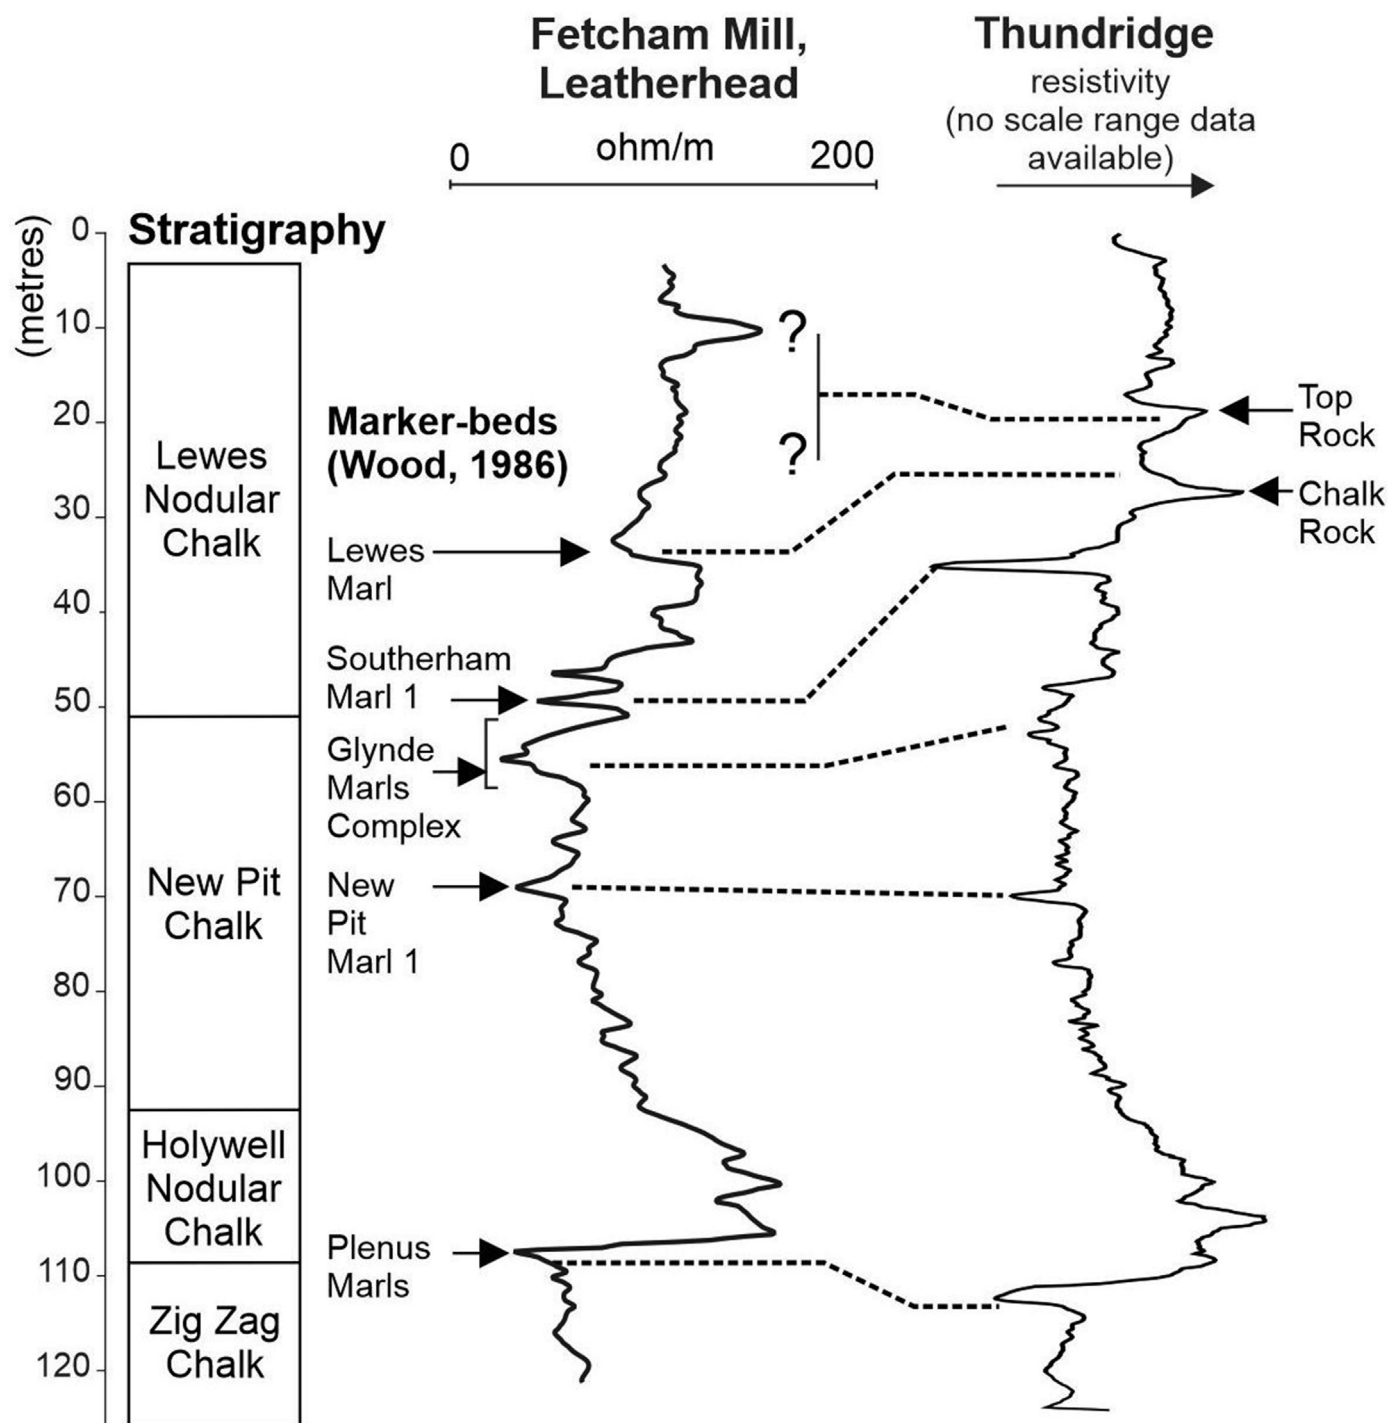 Fetcham Mill,
Leatherhead
ohm/m
0
200
Thundridge
resistivity
(no scale range data
available)
Stratigraphy
(metres)
0
10
20
30
40
50
60
70
80
90
100
110
120
Lewes
Nodular
Chalk
New Pit
Chalk
Holywell
Nodular
Chalk
Zig Zag
Chalk
Marker-beds
(Wood, 1986)
Lewes
Marl
Southerham
Marl 1
Glynde
Marls
Complex
New
Pit
Marl 1
Plenus
Marls
?
?
Top
Rock
Chalk
Rock